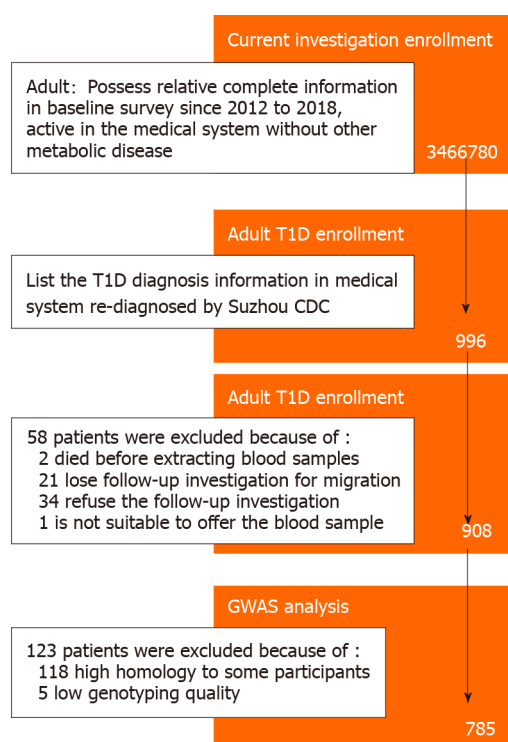 Current investigation enrollment
Adult: Possess relative complete information
in baseline survey since 2012 to 2018,
active in the medical system without other
metabolic disease
3466780
Adult T1D enrollment
List the T1D diagnosis information in medical
system re-diagnosed by Suzhou CDC
996
Adult T1D enrollment
58 patients were excluded because of :
2 died before extracting blood samples
21 lose follow-up investigation for migration
34 refuse the follow-up investigation
1 is not suitable to offer the blood sample
908
GWAS analysis
123 patients were excluded because of :
118 high homology to some participants
5 low genotyping quality
785